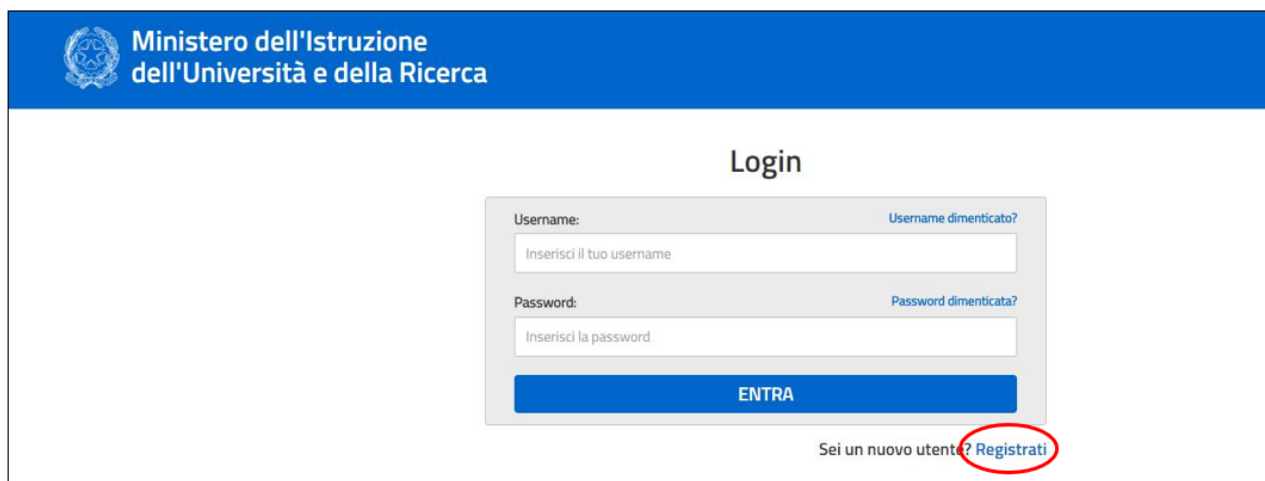 Ministero dell'Istruzione
dell'Università e della Ricerca
Login
Username:
Username dimenticato?
Inserisci il tuo username
Password:
Password dimenticata?
Inserisci la password
ENTRA
Sei un nuovo utente? Registrati